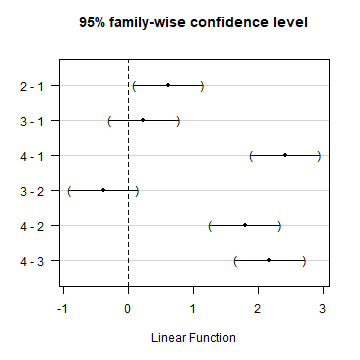 95% family-wise confidence level
2 - 1
3 - 1
4 - 1
3 - 2
4 - 2
4 - 3
-1 0 1 2 3
Linear Function